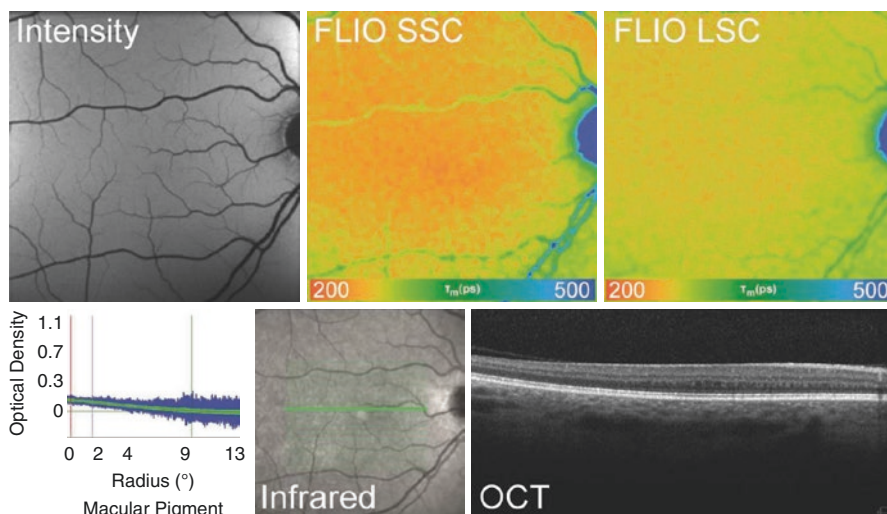 Intensity
FLIO SSC
FLIO LSC
200 τm(ps) 500
200 τm(ps) 500
Optical Density
1.1
0.7
0.3
0
0 2 4 9 13
Radius (°)
Macular Pigment
Infrared
OCT